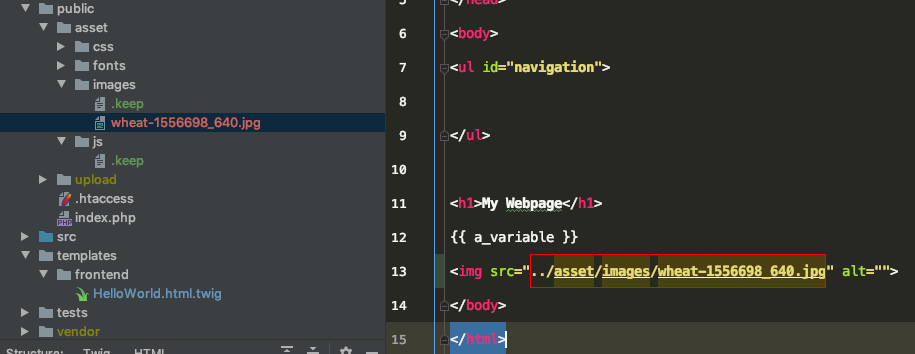 public
asset
css
fonts
images
.keep
wheat-1556698_640.jpg
js
.keep
upload
.htaccess
index.php
src
templates
frontend
HelloWorld.html.twig
tests
vendor
Structure: Twig HTML
5 </head>
6 <body>
7 <ul id="navigation">
8
9 </ul>
10
11 <h1>My Webpage</h1>
12 {{ a_variable }}
13 <img src="../asset/images/wheat-1556698_640.jpg" alt="">
14 </body>
15 </html>